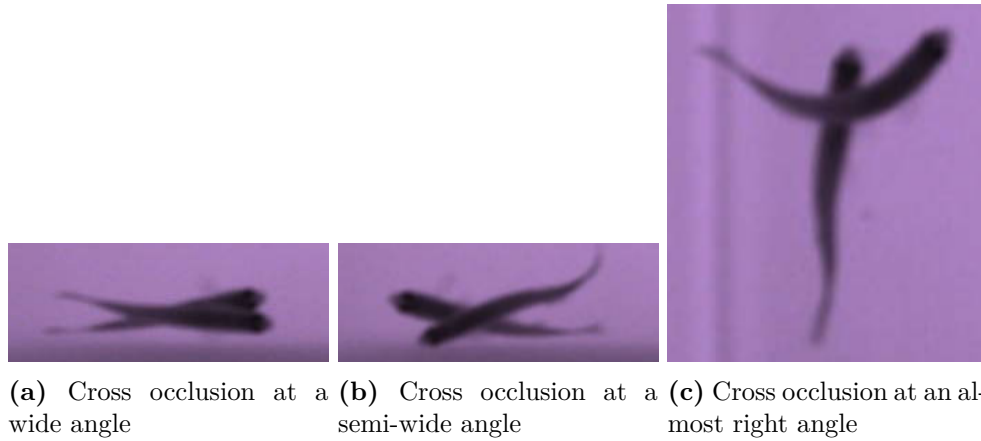 (a) Cross occlusion at a
wide angle
(b) Cross occlusion at a
semi-wide angle
(c) Cross occlusion at an al-
most right angle